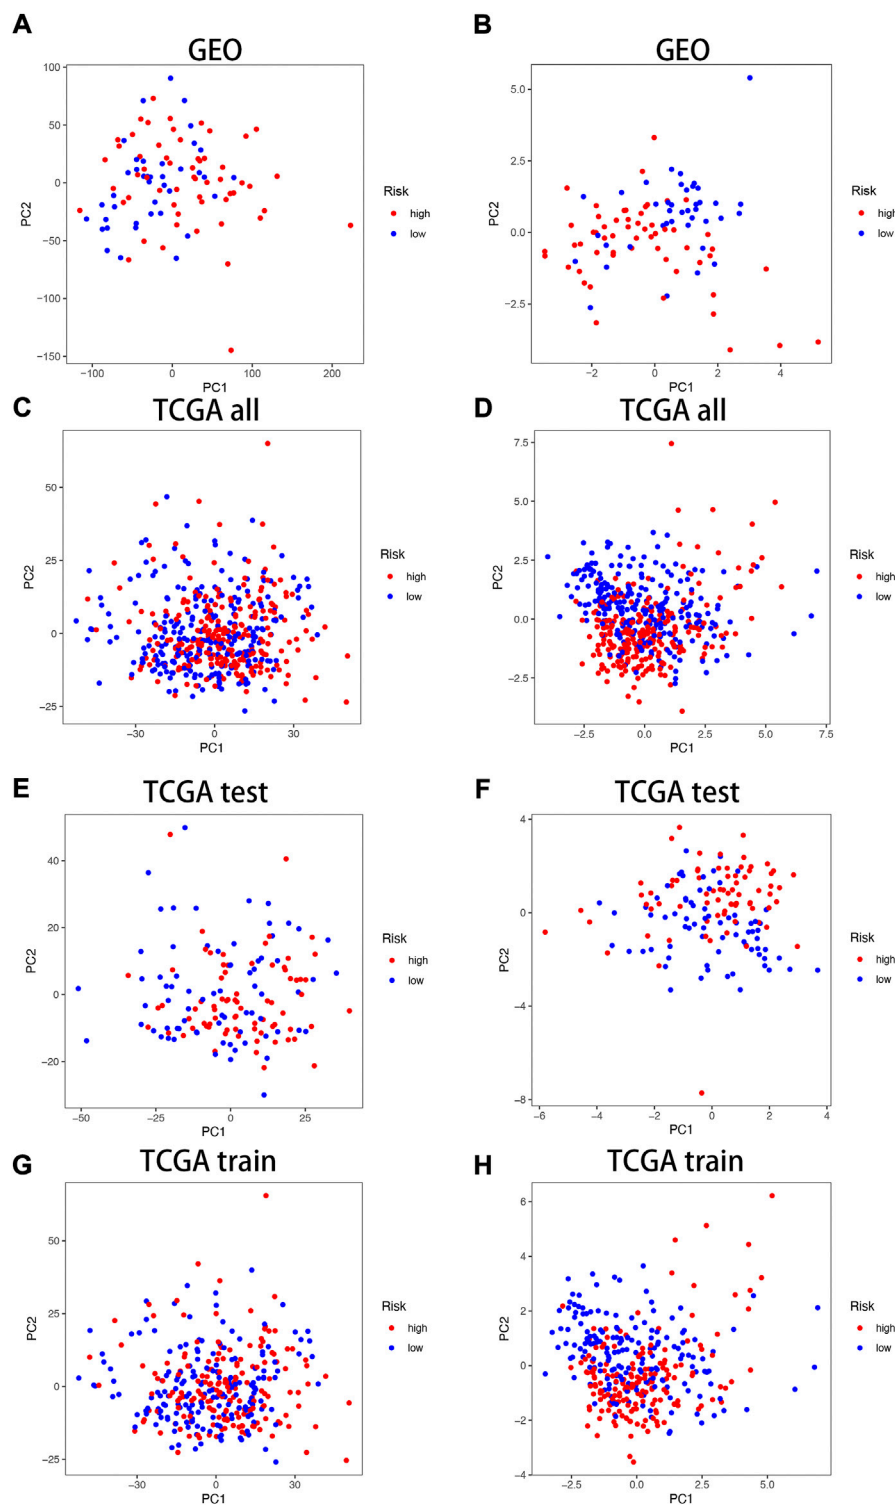 A
GEO
100
50
0
−50
−100
−150
PC2
−100
0
100
200
PC1
Risk
high
low
B
GEO
5.0
2.5
0.0
−2.5
PC2
−2
0
2
4
PC1
Risk
high
low
C
TCGA all
50
25
0
−25
PC2
−30
0
30
PC1
Risk
high
low
D
TCGA all
7.5
5.0
2.5
0.0
−2.5
PC2
−2.5
0.0
2.5
5.0
7.5
PC1
Risk
high
low
E
TCGA test
40
20
0
−20
PC2
−50
−25
0
25
PC1
Risk
high
low
F
TCGA test
4
0
−4
−8
PC2
−6
−4
−2
0
2
4
PC1
Risk
high
low
G
TCGA train
50
25
0
−25
PC2
−30
0
30
PC1
Risk
high
low
H
TCGA train
6
4
2
0
−2
−4
PC2
−2.5
0.0
2.5
5.0
PC1
Risk
high
low